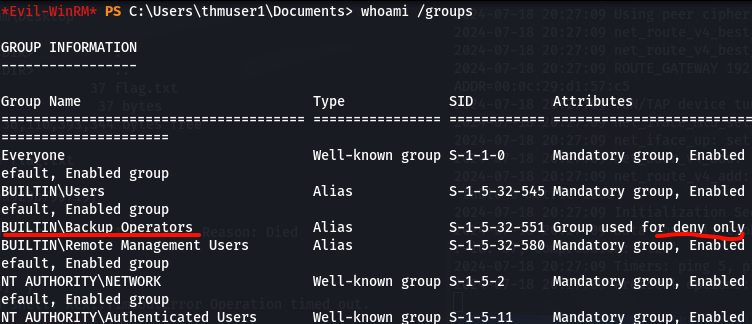 *Evil-WinRM* PS C:\Users\thmuser1\Documents> whoami /groups
GROUP INFORMATION
-----------------
Group Name Type SID Attributes
====================================== ================ ============ ====================
=====================
Everyone Well-known group S-1-1-0 Mandatory group, Enabled
efault, Enabled group
BUILTIN\Users Alias S-1-5-32-545 Mandatory group, Enabled
efault, Enabled group
BUILTIN\Backup Operators Alias S-1-5-32-551 Group used for deny only
BUILTIN\Remote Management Users Alias S-1-5-32-580 Mandatory group, Enabled
efault, Enabled group
NT AUTHORITY\NETWORK Well-known group S-1-5-2 Mandatory group, Enabled
efault, Enabled group
NT AUTHORITY\Authenticated Users Well-known group S-1-5-11 Mandatory group, Enabled